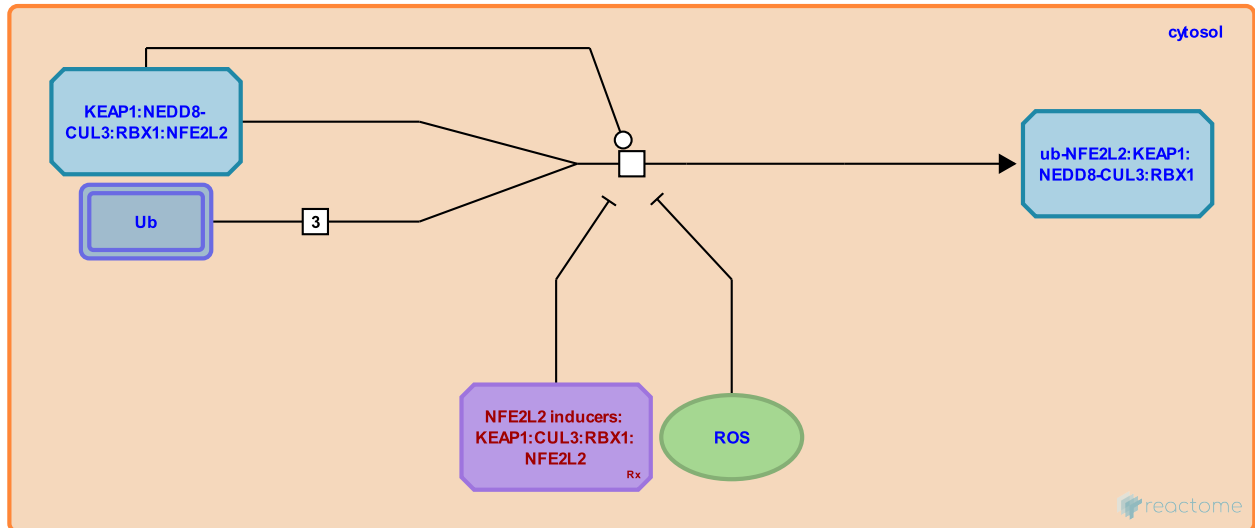 cytosol
KEAP1:NEDD8-
CUL3:RBX1:NFE2L2
Ub
3
ub-NFE2L2:KEAP1:
NEDD8-CUL3:RBX1
NFE2L2 inducers:
KEAP1:CUL3:RBX1:
NFE2L2
Rx
ROS
reactome